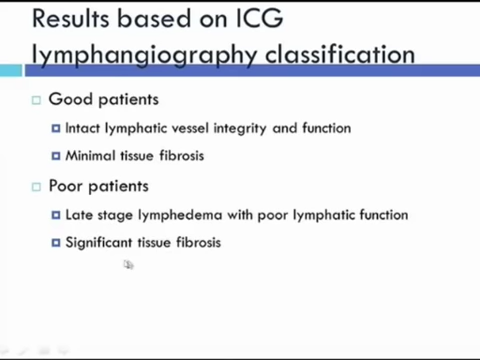 Results based on ICG
lymphangiography classification
Good patients
Intact lymphatic vessel integrity and function
Minimal tissue fibrosis
Poor patients
Late stage lymphedema with poor lymphatic function
Significant tissue fibrosis